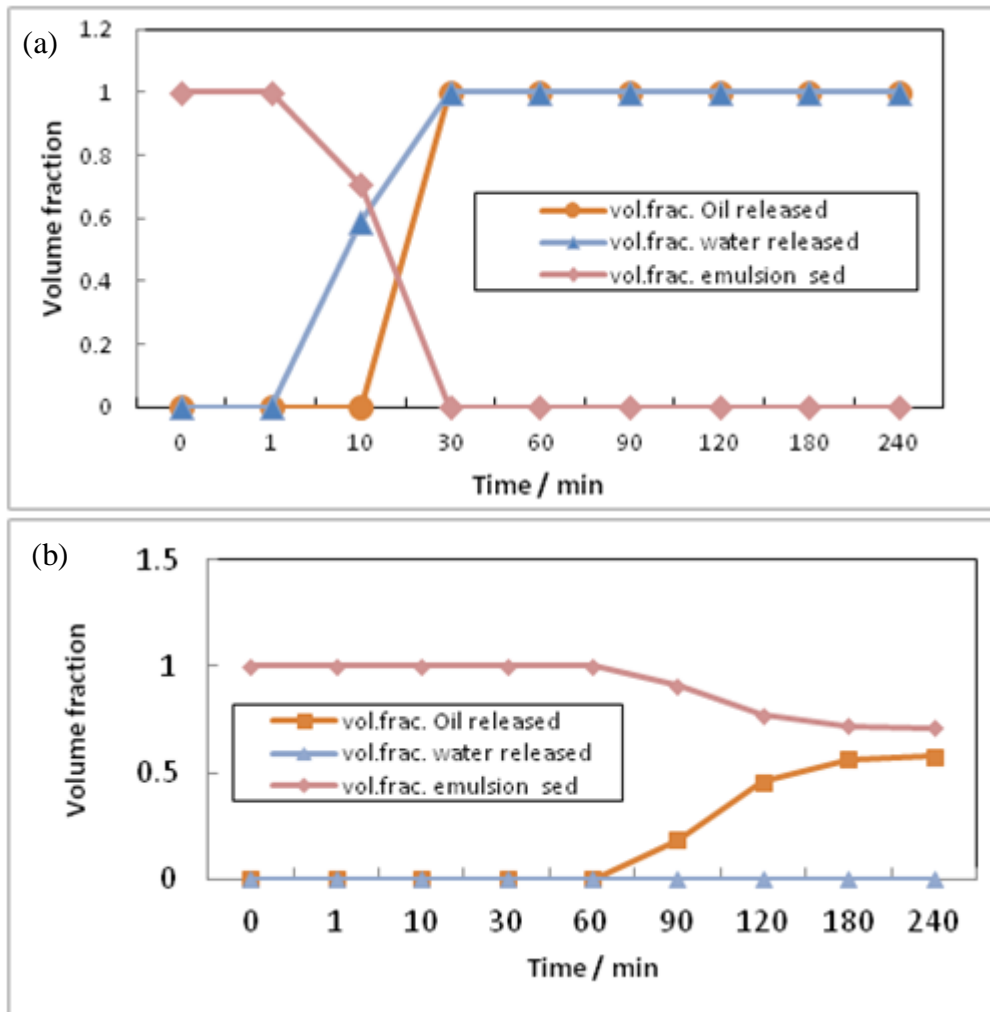 (a)
1.2
1
0.8
0.6
0.4
0.2
0
Volume fraction
vol.frac. Oil released
vol.frac. water released
vol.frac. emulsion sed
0 1 10 30 60 90 120 180 240
Time / min
(b)
1.5
1
0.5
0
Volume fraction
vol.frac. Oil released
vol.frac. water released
vol.frac. emulsion sed
0 1 10 30 60 90 120 180 240
Time / min